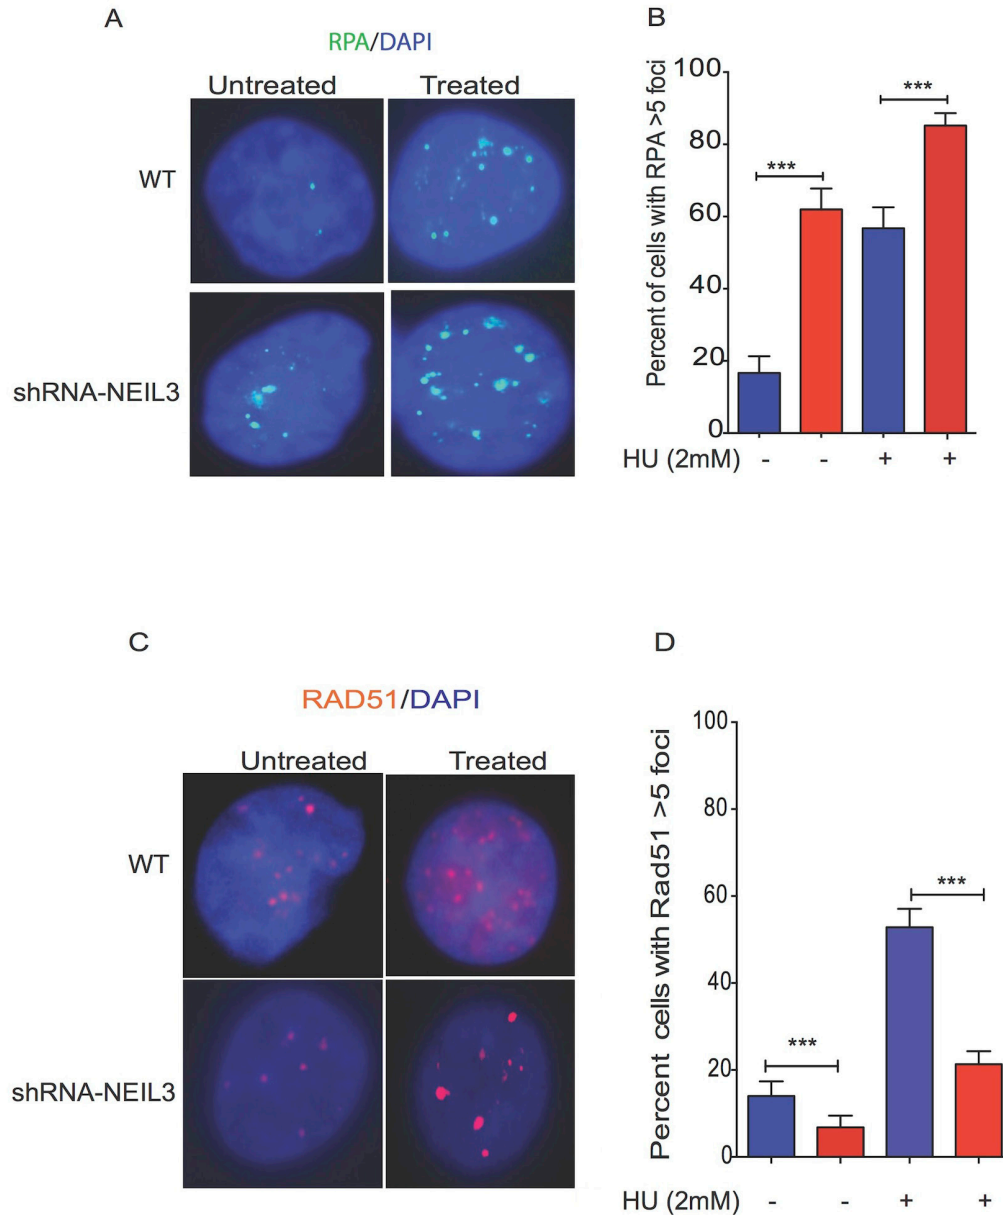 A
RPA/DAPI
Untreated Treated
WT
shRNA-NEIL3
B
Percent of cells with RPA >5 foci
100
80
60
40
20
0
***
***
HU (2mM) - - + +
C
RAD51/DAPI
Untreated Treated
WT
shRNA-NEIL3
D
Percent cells with Rad51 >5 foci
100
80
60
40
20
0
***
***
HU (2mM) - - + +